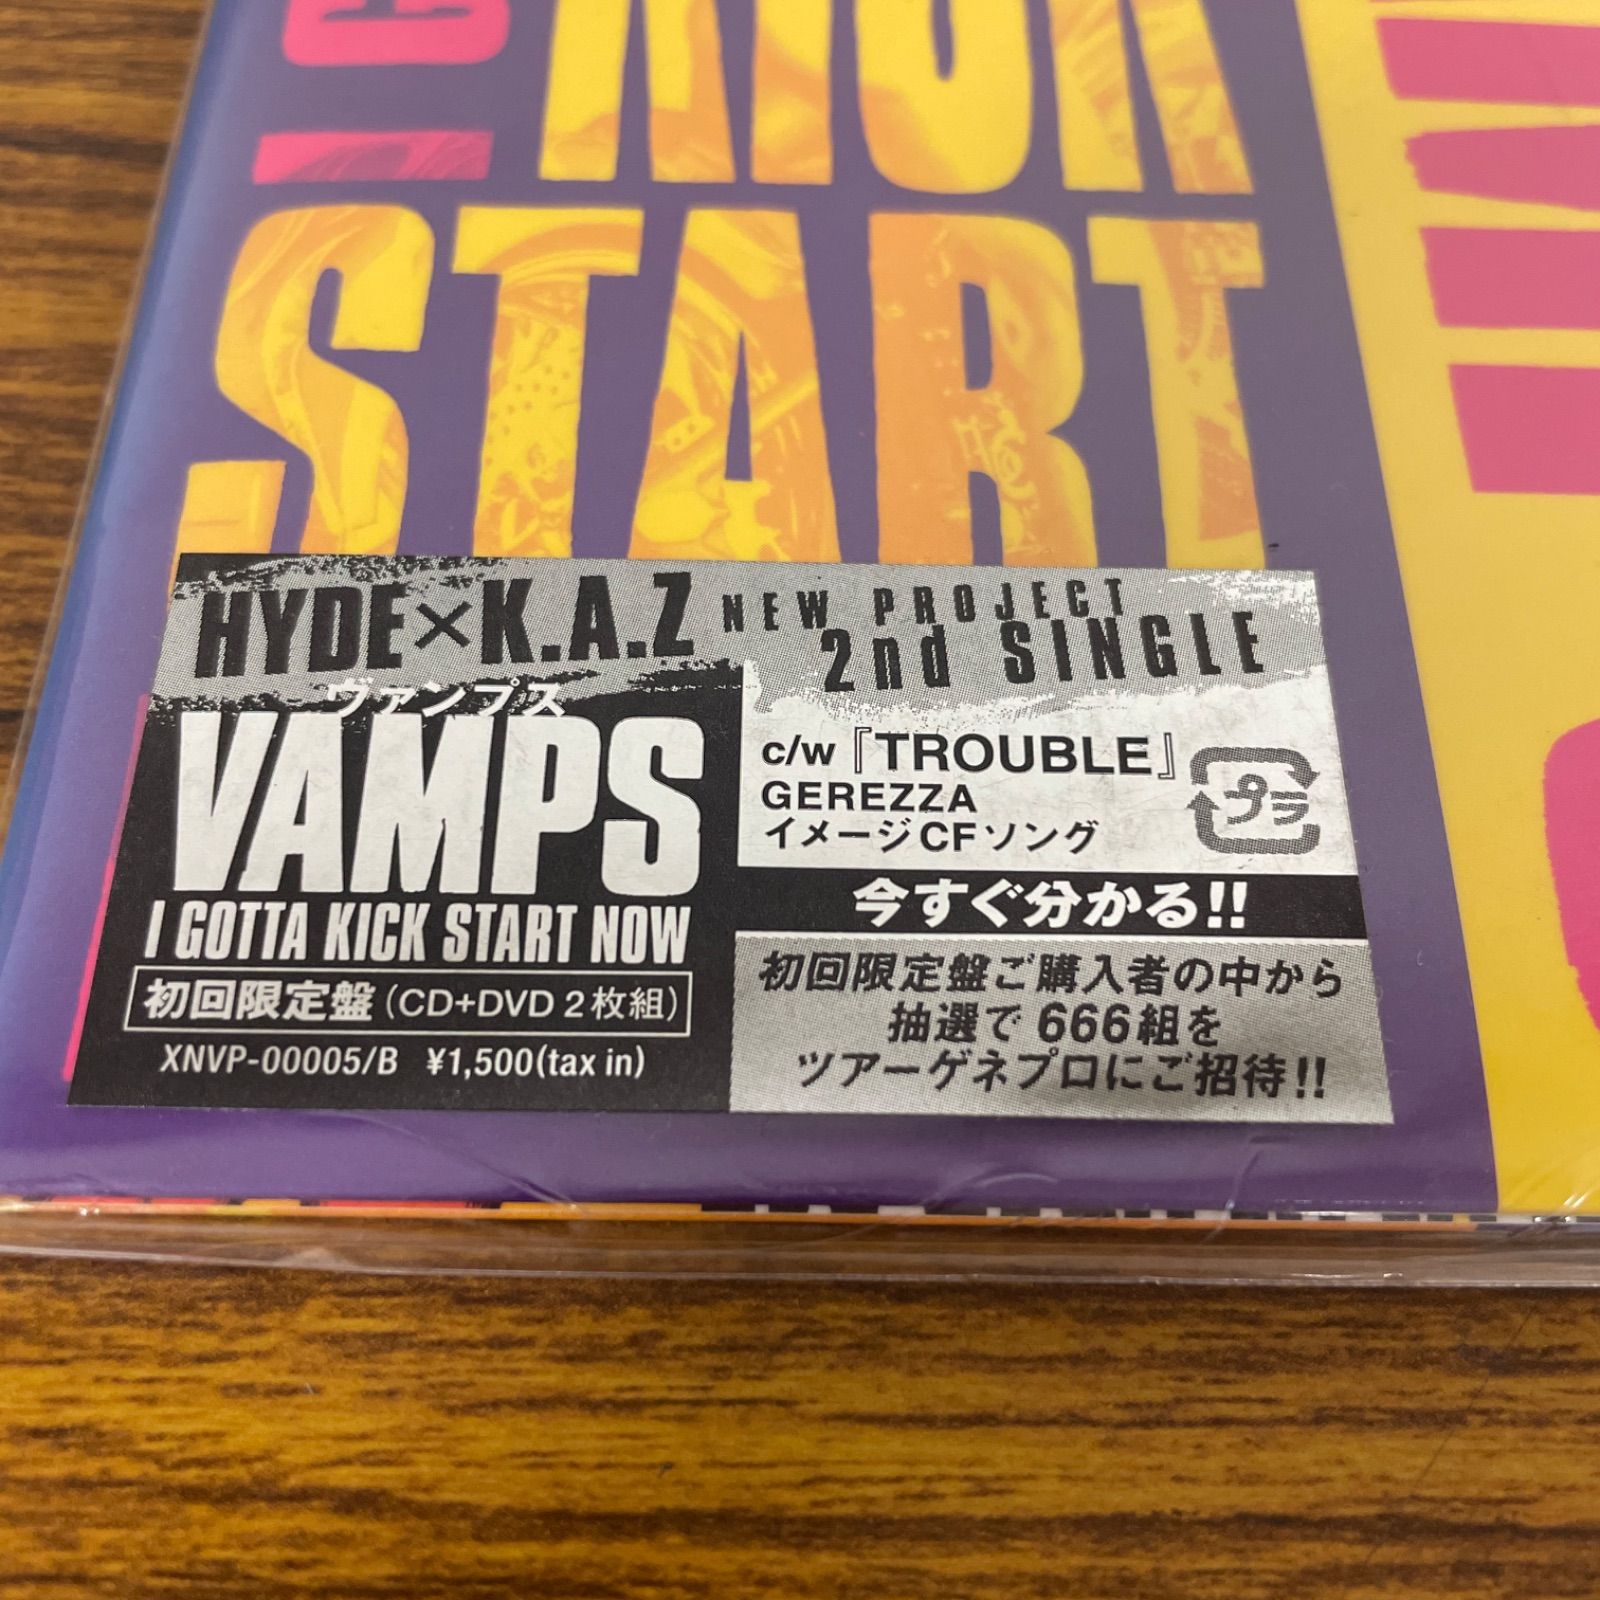 I G
KICK
START
HYDE×K.A.Z NEW PROJECT
2nd SINGLE
ヴァンプス
VAMPS
I GOTTA KICK START NOW
初回限定盤(CD+DVD 2枚組)
XNVP-00005/B ¥1,500(tax in)
c/w『TROUBLE』
GEREZZA
イメージCFソング
プラ
今すぐ分かる!!
初回限定盤ご購入者の中から
抽選で666組を
ツアーゲネプロにご招待!!